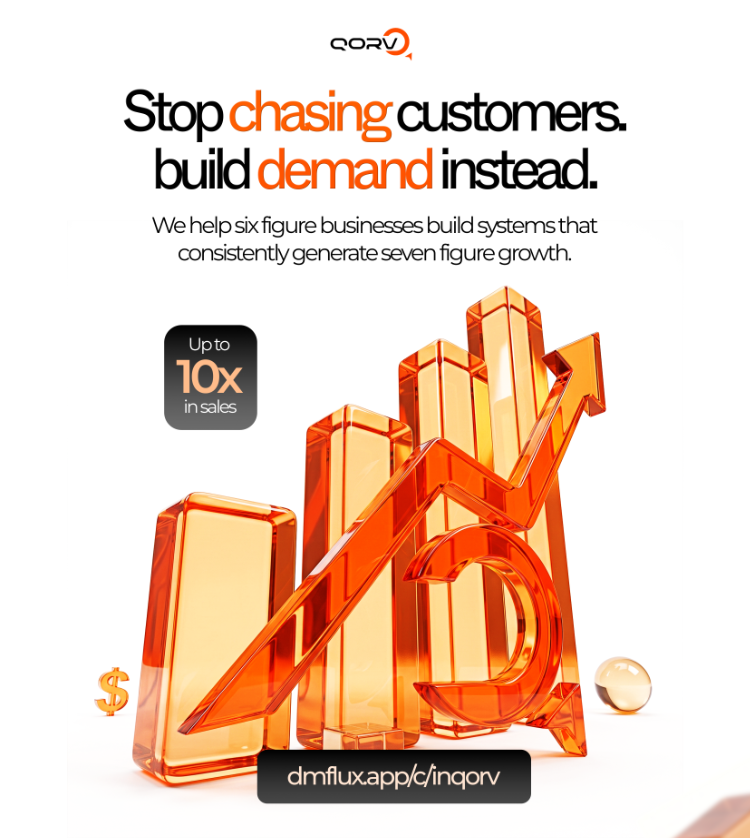 QORVQ
Stop chasing customers.
build demand instead.
We help six figure businesses build systems that
consistently generate seven figure growth.
Up to
10x
in sales
$
dmflux.app/c/inqorv